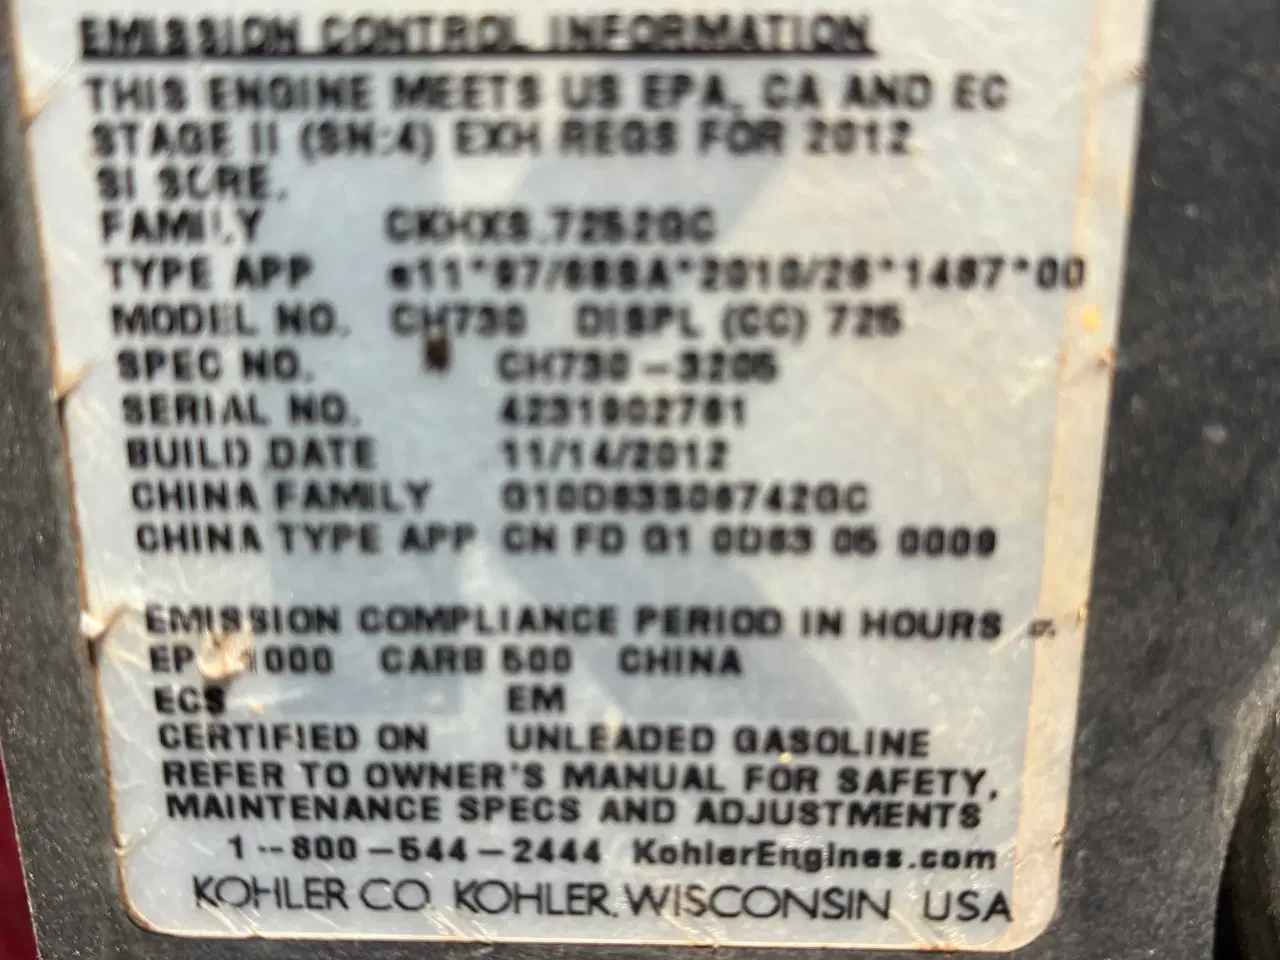 EMISSION CONTROL INFORMATION
THIS ENGINE MEETS US EPA, CA AND EC
STAGE II (SN:4) EXH REGS FOR 2012
SI SORE.
FAMILY CKHXS.7252GC
TYPE APP e11*97/68SA*2010/26*1487*00
MODEL NO. CH730 DISPL (CC) 725
SPEC NO. CH730-3205
SERIAL NO. 4231902761
BUILD DATE 11/14/2012
CHINA FAMILY
CHINA TYPE APP CN FD G1 0D63 05 0009
EMISSION COMPLIANCE PERIOD IN HOURS
1000 CARB 500 CHINA
ECS EM
CERTIFIED ON UNLEADED GASOLINE
REFER TO OWNER'S MANUAL FOR SAFETY,
MAINTENANCE SPECS AND ADJUSTMENTS
1-800-544-2444 KohlerEngines.com
KOHLER CO. KOHLER, WISCONSIN USA